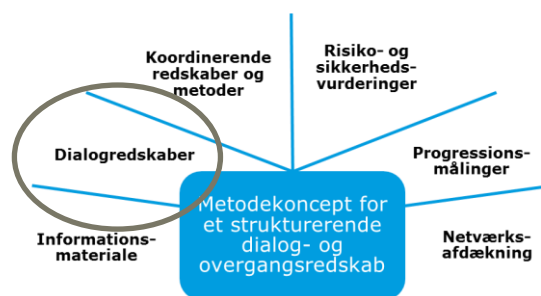 Koordinerende
redskaber og
metoder
Risiko- og
sikkerheds-
vurderinger
Dialogredskaber
Progressions-
målinger
Informations-
materiale
Metodekoncept for
et strukturerende
dialog- og
overgangsredskab
Netværks-
afdækning